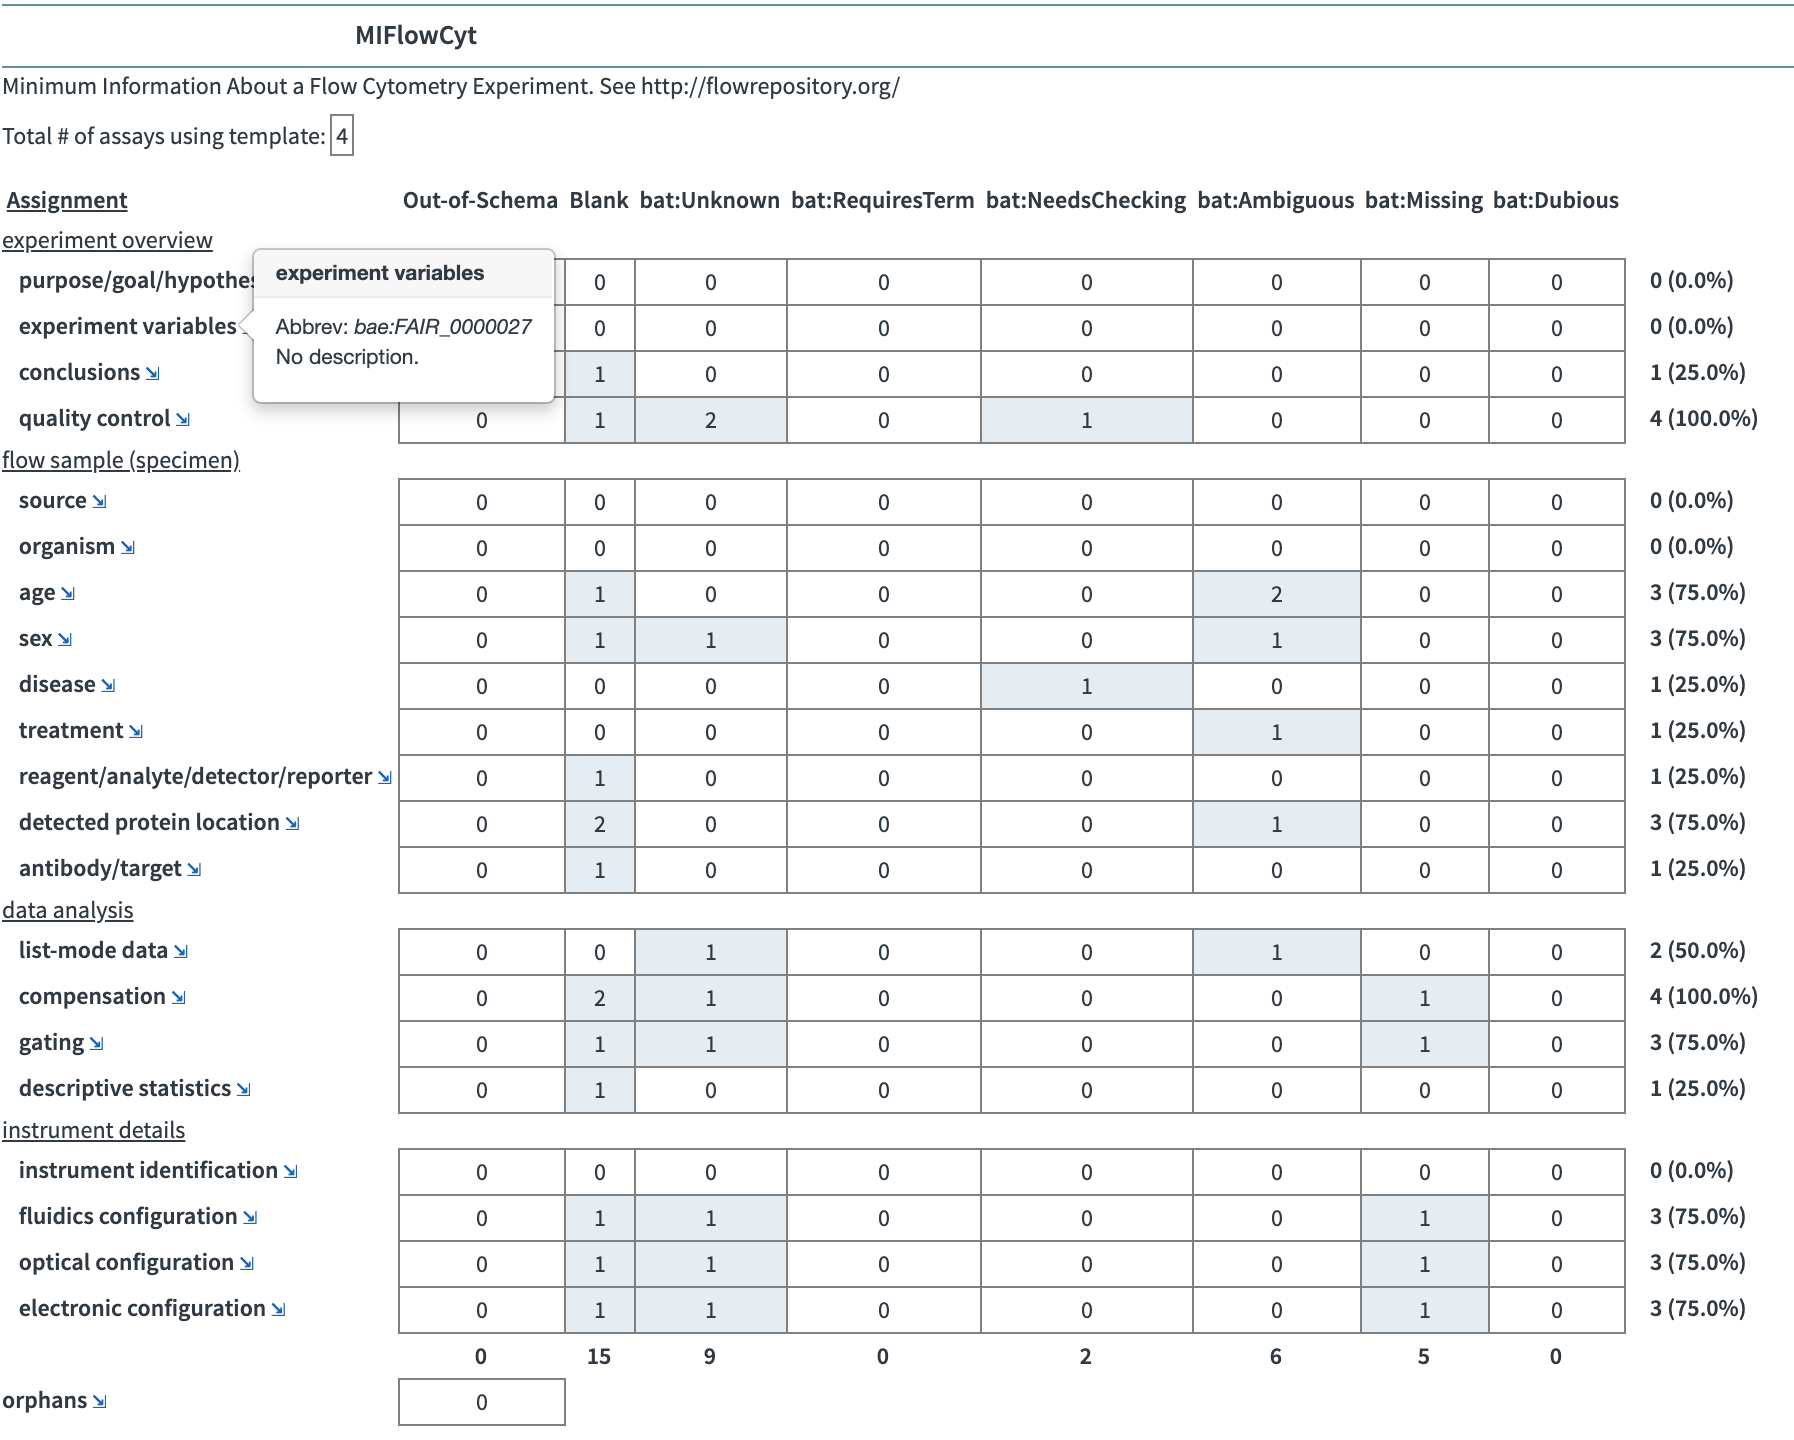 MIFlowCyt
Minimum Information About a Flow Cytometry Experiment. See http://flowrepository.org/
Total # of assays using template: 4
Assignment Out-of-Schema Blank bat:Unknown bat:RequiresTerm bat:NeedsChecking bat:Ambiguous bat:Missing bat:Dubious
experiment overview
purpose/goal/hypothes 0 0 0 0 0 0 0 0 (0.0%)
experiment variables 0 0 0 0 0 0 0 0 (0.0%)
experiment variables
Abbrev: bae:FAIR_0000027
No description.
conclusions 1 0 0 0 0 0 0 1 (25.0%)
quality control 0 1 2 0 1 0 0 0 4 (100.0%)
flow sample (specimen)
source 0 0 0 0 0 0 0 0 0 (0.0%)
organism 0 0 0 0 0 0 0 0 0 (0.0%)
age 0 1 0 0 0 2 0 0 3 (75.0%)
sex 0 1 1 0 0 1 0 0 3 (75.0%)
disease 0 0 0 0 1 0 0 0 1 (25.0%)
treatment 0 0 0 0 0 1 0 0 1 (25.0%)
reagent/analyte/detector/reporter 0 1 0 0 0 0 0 0 1 (25.0%)
detected protein location 0 2 0 0 0 1 0 0 3 (75.0%)
antibody/target 0 1 0 0 0 0 0 0 1 (25.0%)
data analysis
list-mode data 0 0 1 0 0 1 0 0 2 (50.0%)
compensation 0 2 1 0 0 0 1 0 4 (100.0%)
gating 0 1 1 0 0 0 1 0 3 (75.0%)
descriptive statistics 0 1 0 0 0 0 0 0 1 (25.0%)
instrument details
instrument identification 0 0 0 0 0 0 0 0 0 (0.0%)
fluidics configuration 0 1 1 0 0 0 1 0 3 (75.0%)
optical configuration 0 1 1 0 0 0 1 0 3 (75.0%)
electronic configuration 0 1 1 0 0 0 1 0 3 (75.0%)
0 15 9 0 2 6 5 0
orphans 0